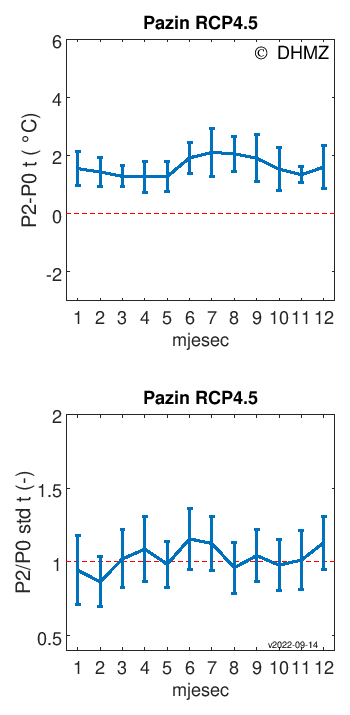 Pazin RCP4.5
© DHMZ
P2-P0 t ( °C)
6
4
2
0
-2
1 2 3 4 5 6 7 8 9 10 11 12
mjesec
Pazin RCP4.5
P2/P0 std t (-)
2
1.5
1
0.5
v2022-09-14
1 2 3 4 5 6 7 8 9 10 11 12
mjesec